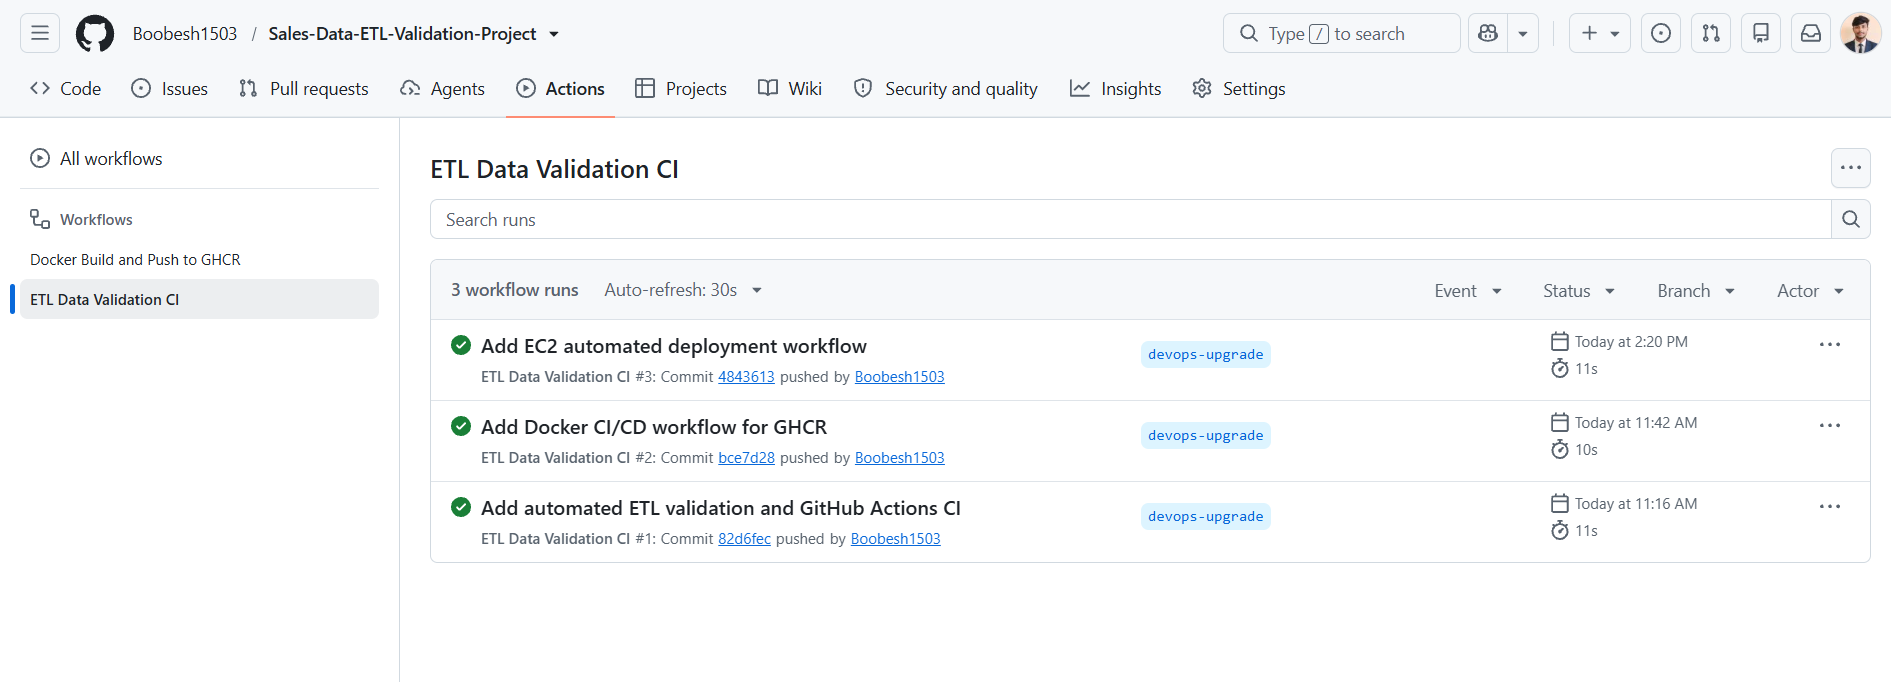 Boobesh1503 / Sales-Data-ETL-Validation-Project
Type / to search
Code Issues Pull requests Agents Actions Projects Wiki Security and quality Insights Settings
All workflows
Workflows
Docker Build and Push to GHCR
ETL Data Validation CI
ETL Data Validation CI
Search runs
3 workflow runs Auto-refresh: 30s Event Status Branch Actor
Add EC2 automated deployment workflow
ETL Data Validation CI #3: Commit 4843613 pushed by Boobesh1503
devops-upgrade
Today at 2:20 PM
11s
Add Docker CI/CD workflow for GHCR
ETL Data Validation CI #2: Commit bce7d28 pushed by Boobesh1503
devops-upgrade
Today at 11:42 AM
10s
Add automated ETL validation and GitHub Actions CI
ETL Data Validation CI #1: Commit 82d6fec pushed by Boobesh1503
devops-upgrade
Today at 11:16 AM
11s